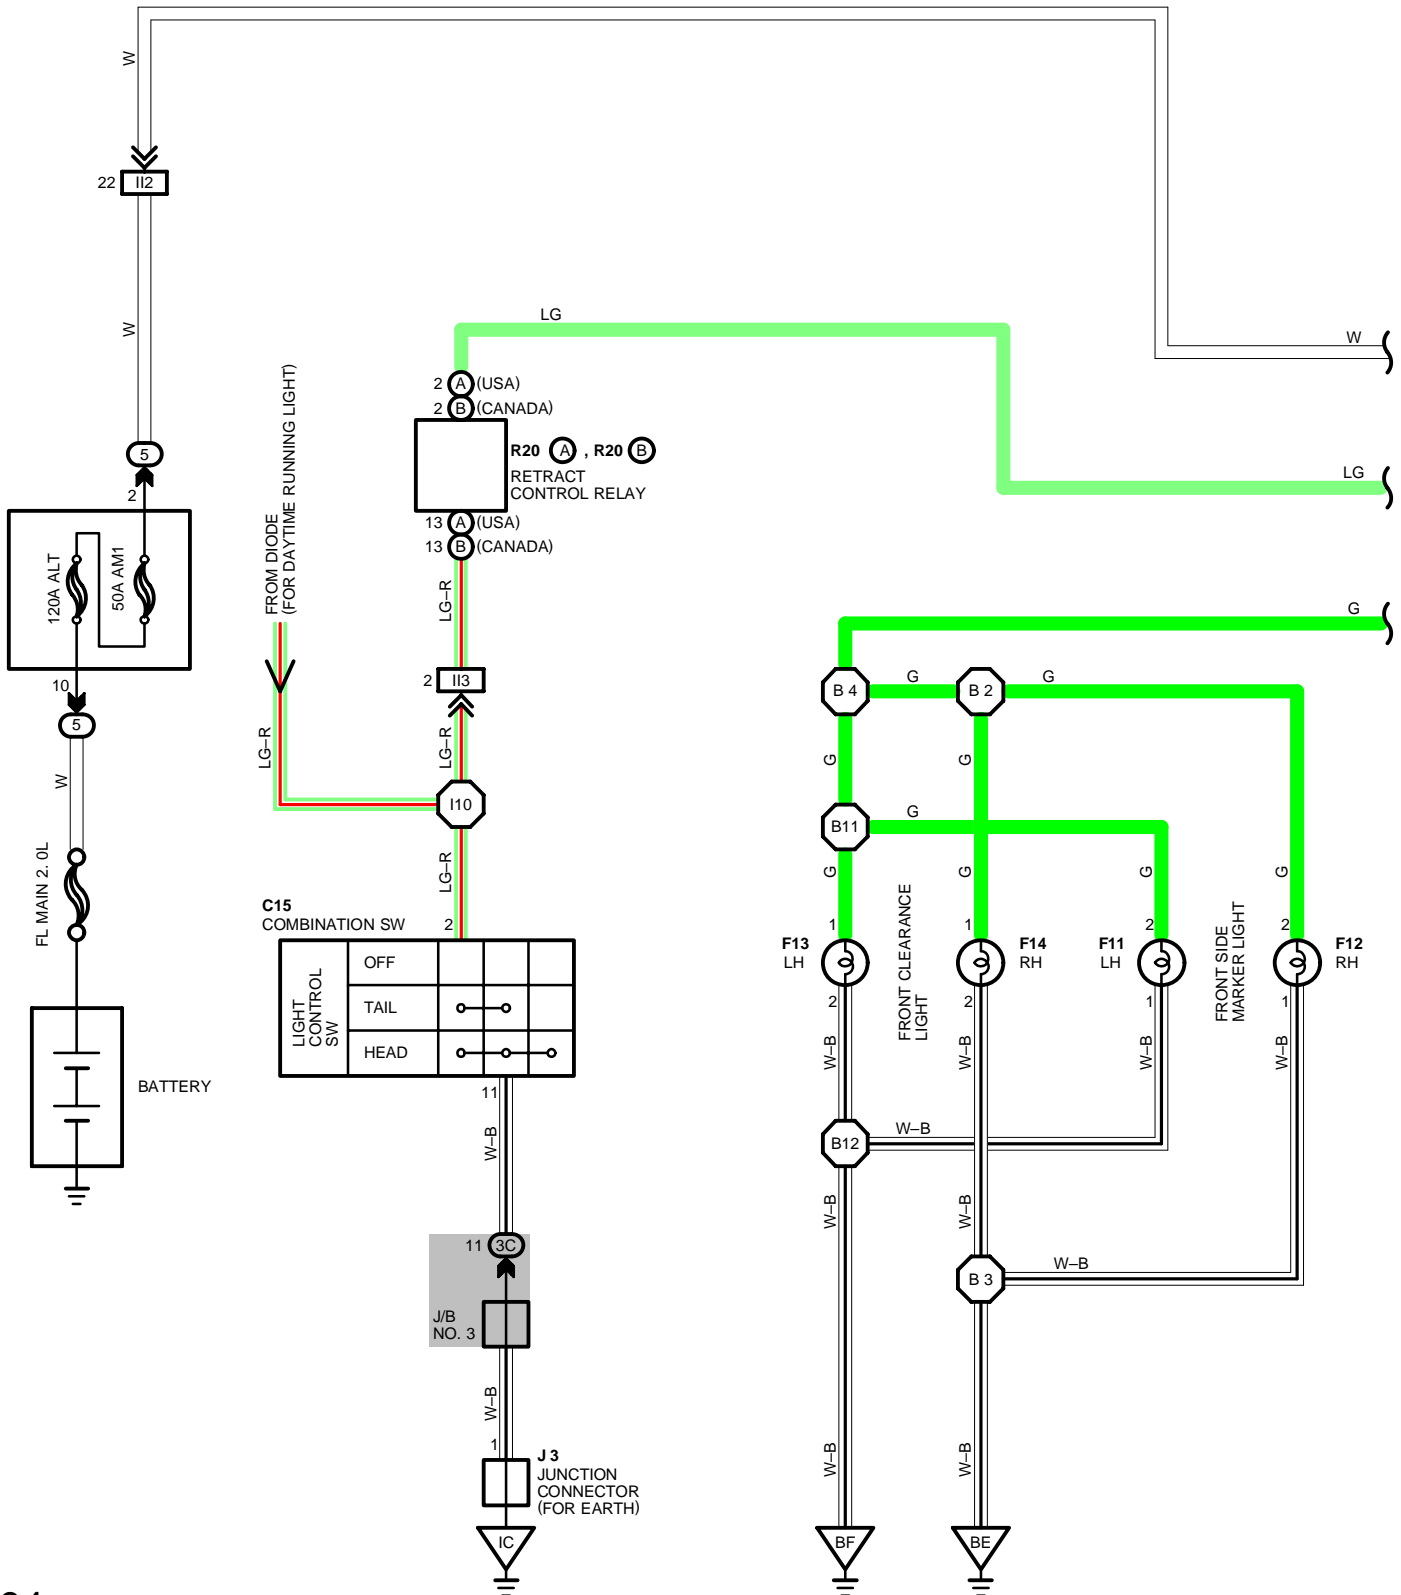 W
22 II2
W
5
2
120A ALT
50A AM1
10
5
W
FL MAIN 2. 0L
BATTERY
FROM DIODE
(FOR DAYTIME RUNNING LIGHT)
LG
2 A (USA)
2 B (CANADA)
R20 A , R20 B
RETRACT
CONTROL RELAY
13 A (USA)
13 B (CANADA)
LG–R
2 II3
LG–R
LG–R
I10
LG–R
C15
COMBINATION SW
2
LIGHT
CONTROL
SW
OFF
TAIL
HEAD
11
W–B
11 3C
J/B
NO. 3
W–B
1
J 3
JUNCTION
CONNECTOR
(FOR EARTH)
IC
W
LG
G
B 4
G
B 2
G
G
G
B11
G
G
G
G
G
1
1
2
2
F13
LH
FRONT CLEARANCE
LIGHT
F14
RH
F11
LH
FRONT SIDE
MARKER LIGHT
F12
RH
2
2
1
1
W–B
W–B
W–B
W–B
B12
W–B
W–B
W–B
B 3
W–B
W–B
W–B
BF
BE